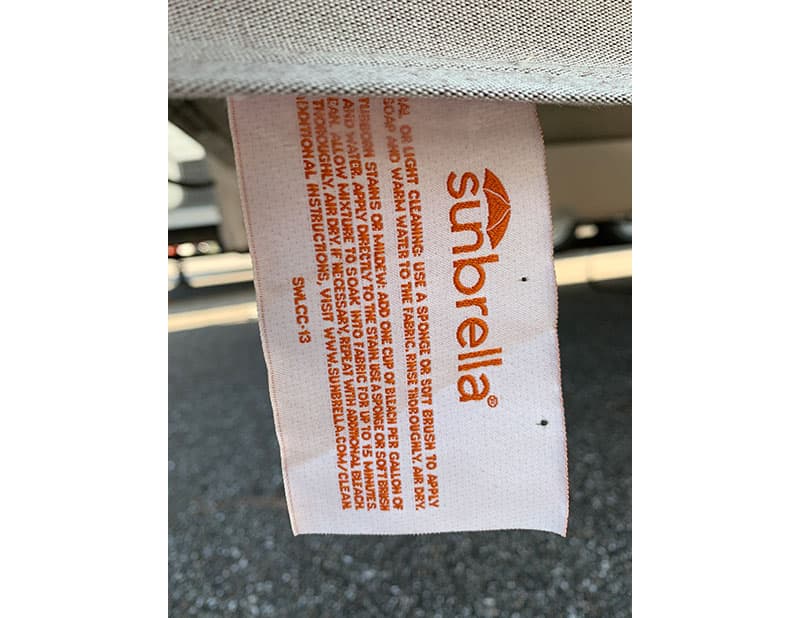 sunbrella®
AL OR LIGHT CLEANING: USE A SPONGE OR SOFT BRUSH TO APPLY
SOAP AND WARM WATER TO THE FABRIC. RINSE THOROUGHLY. AIR DRY.
TUBBORN STAINS OR MILDEW: ADD ONE CUP OF BLEACH PER GALLON OF
AND WATER. APPLY DIRECTLY TO THE STAIN. USE A SPONGE OR SOFT BRUSH
EAN. ALLOW MIXTURE TO SOAK INTO FABRIC FOR UP TO 15 MINUTES.
THOROUGHLY. AIR DRY. IF NECESSARY, REPEAT WITH ADDITIONAL BLEACH.
DDITIONAL INSTRUCTIONS, VISIT WWW.SUNBRELLA.COM/CLEAN.
SWLCC-13